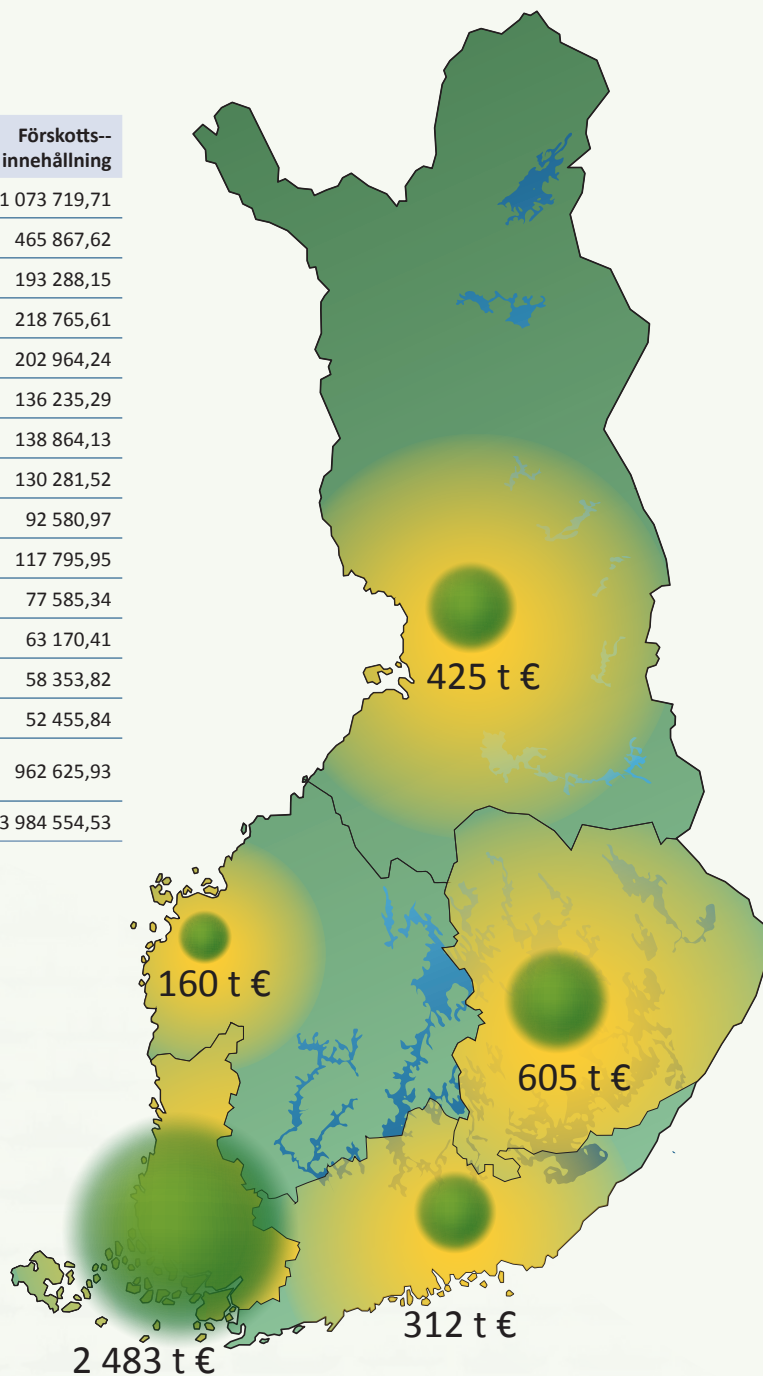 Förskotts--
innehållning
1 073 719,71
465 867,62
193 288,15
218 765,61
202 964,24
136 235,29
138 864,13
130 281,52
92 580,97
117 795,95
77 585,34
63 170,41
58 353,82
52 455,84
962 625,93
3 984 554,53
425 t €
160 t €
605 t €
312 t €
2 483 t €